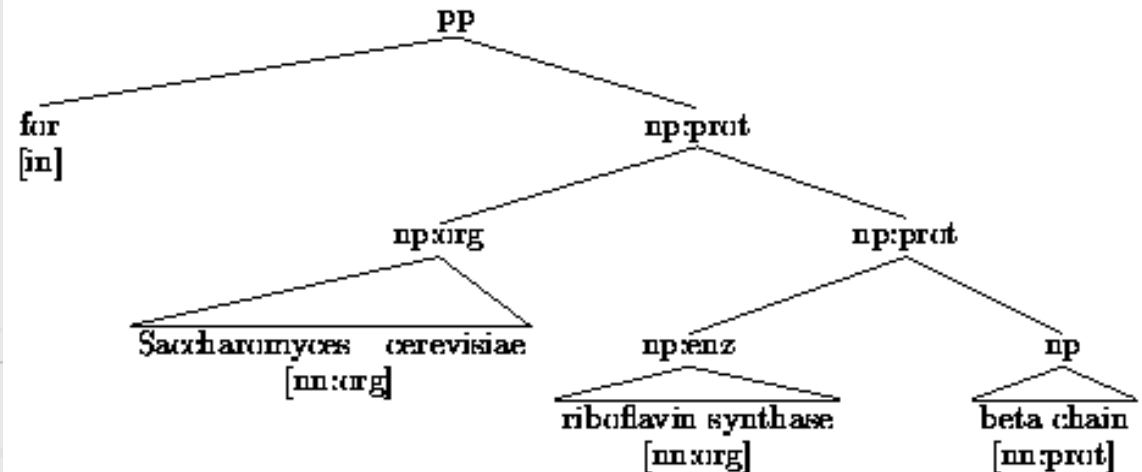 pp
for np:prot
[in]
np:org np:prot
Saccharomyces cerevisiae np:enz np
[nn:org]
riboflavin synthase beta chain
[nn:org] [nn:prot]